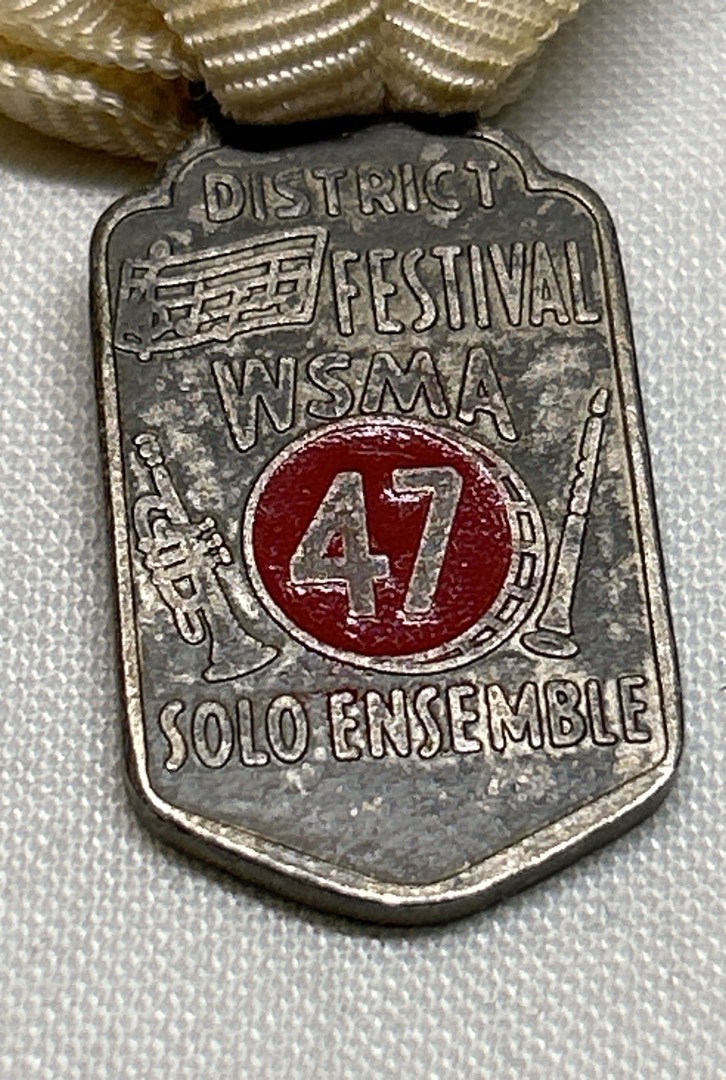 DISTRICT
FESTIVAL
WSMA
47
SOLO ENSEMBLE